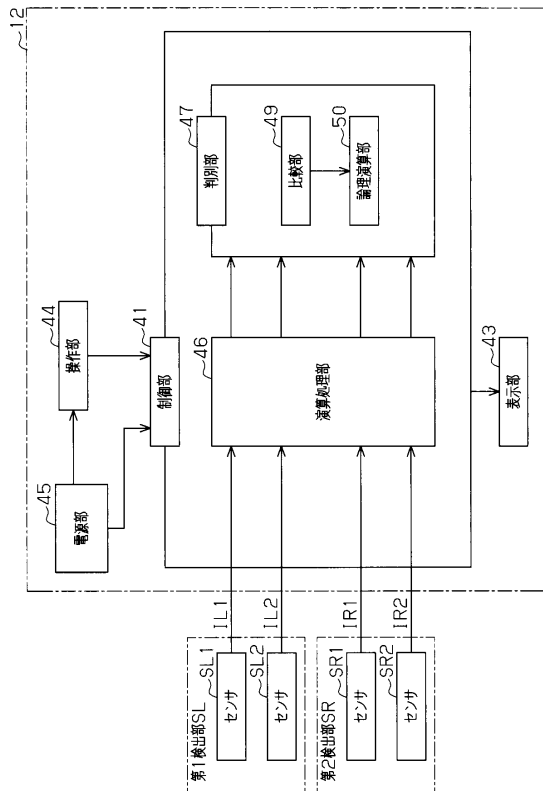 12
電源部
45
操作部
44
制御部
41
第1検出部SL
センサ
SL1
IL1
センサ
SL2
IL2
第2検出部SR
センサ
SR1
IR1
センサ
SR2
IR2
演算処理部
46
判別部
47
比較部
49
論理演算部
50
表示部
43